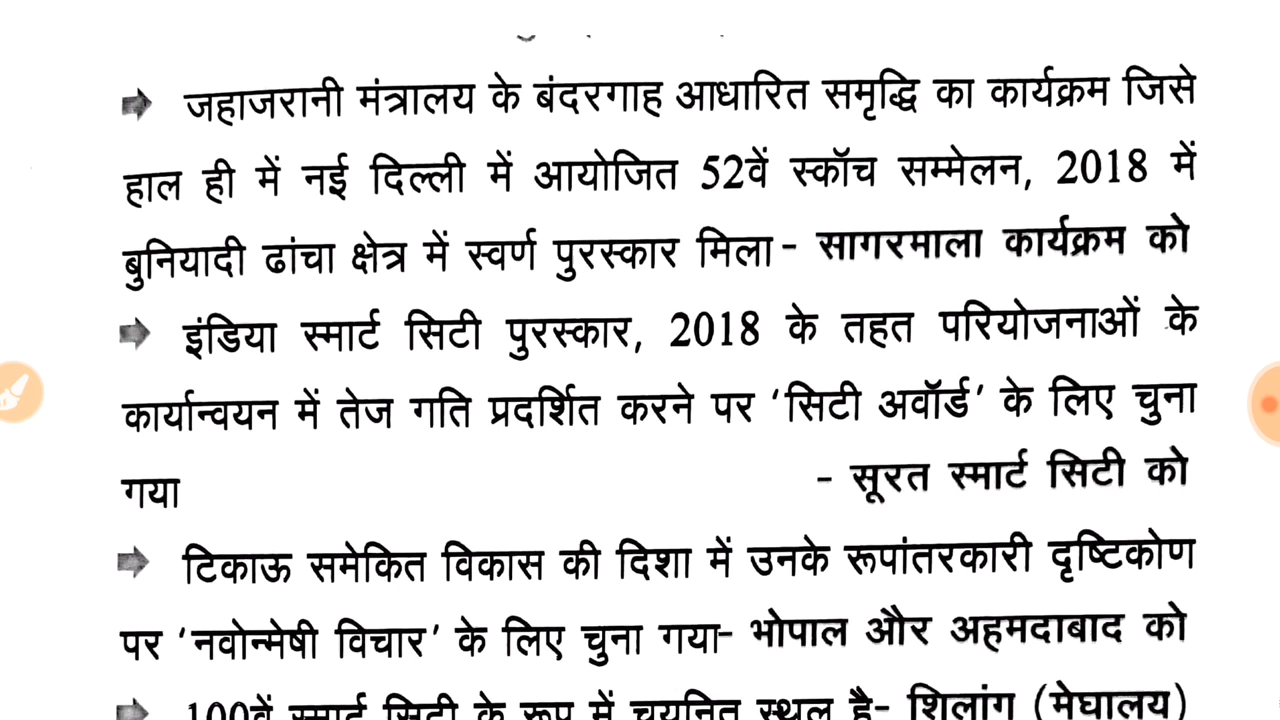 ➡ जहाजरानी मंत्रालय के बंदरगाह आधारित समृद्धि का कार्यक्रम जिसे
हाल ही में नई दिल्ली में आयोजित 52वें स्कॉच सम्मेलन, 2018 में
बुनियादी ढांचा क्षेत्र में स्वर्ण पुरस्कार मिला- सागरमाला कार्यक्रम को
➡ इंडिया स्मार्ट सिटी पुरस्कार, 2018 के तहत परियोजनाओं के
कार्यान्वयन में तेज गति प्रदर्शित करने पर ‘सिटी अवॉर्ड’ के लिए चुना
गया - सूरत स्मार्ट सिटी को
➡ टिकाऊ समेकित विकास की दिशा में उनके रूपांतरकारी दृष्टिकोण
पर ‘नवोन्मेषी विचार’ के लिए चुना गया- भोपाल और अहमदाबाद को
➡ 100वें स्मार्ट सिटी के रूप में चयनित स्थल है- शिलांग (मेघालय)